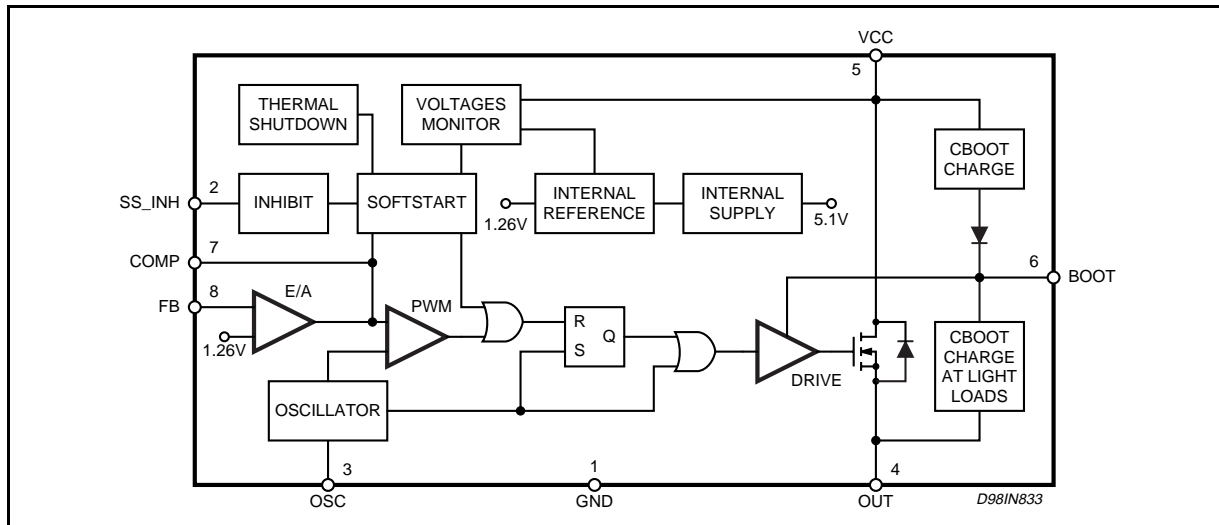 VCC
5
THERMAL
SHUTDOWN
VOLTAGES
MONITOR
CBOOT
CHARGE
2
SS_INH
INHIBIT
SOFTSTART
1.26V
INTERNAL
REFERENCE
INTERNAL
SUPPLY
5.1V
7
COMP
6
BOOT
8
FB
E/A
1.26V
PWM
R
S
Q
DRIVE
CBOOT
CHARGE
AT LIGHT
LOADS
OSCILLATOR
3
OSC
1
GND
4
OUT
D98IN833